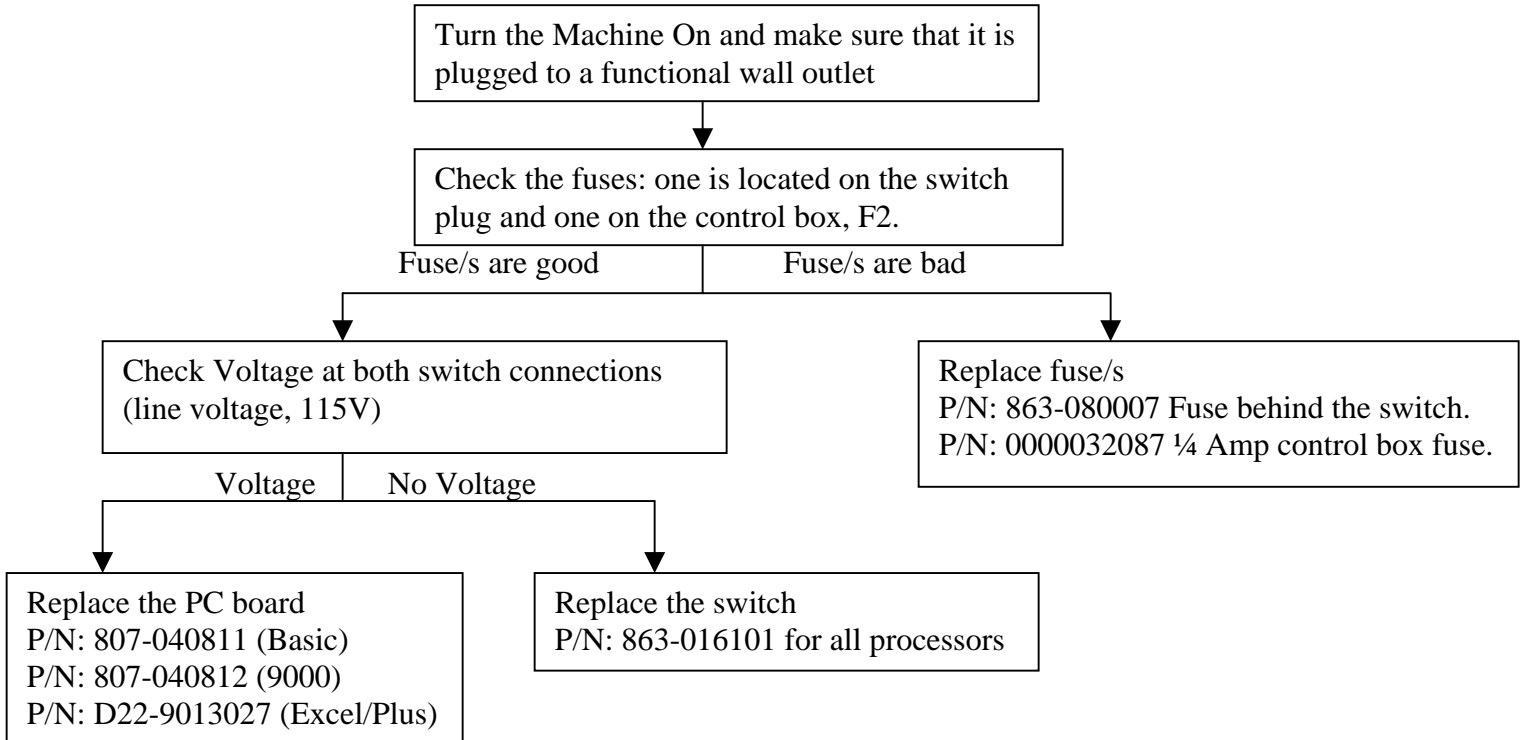 Turn the Machine On and make sure that it is
plugged to a functional wall outlet
Check the fuses: one is located on the switch
plug and one on the control box, F2.
Fuse/s are good
Fuse/s are bad
Check Voltage at both switch connections
(line voltage, 115V)
Replace fuse/s
P/N: 863-080007 Fuse behind the switch.
P/N: 0000032087 ¼ Amp control box fuse.
Voltage
No Voltage
Replace the PC board
P/N: 807-040811 (Basic)
P/N: 807-040812 (9000)
P/N: D22-9013027 (Excel/Plus)
Replace the switch
P/N: 863-016101 for all processors